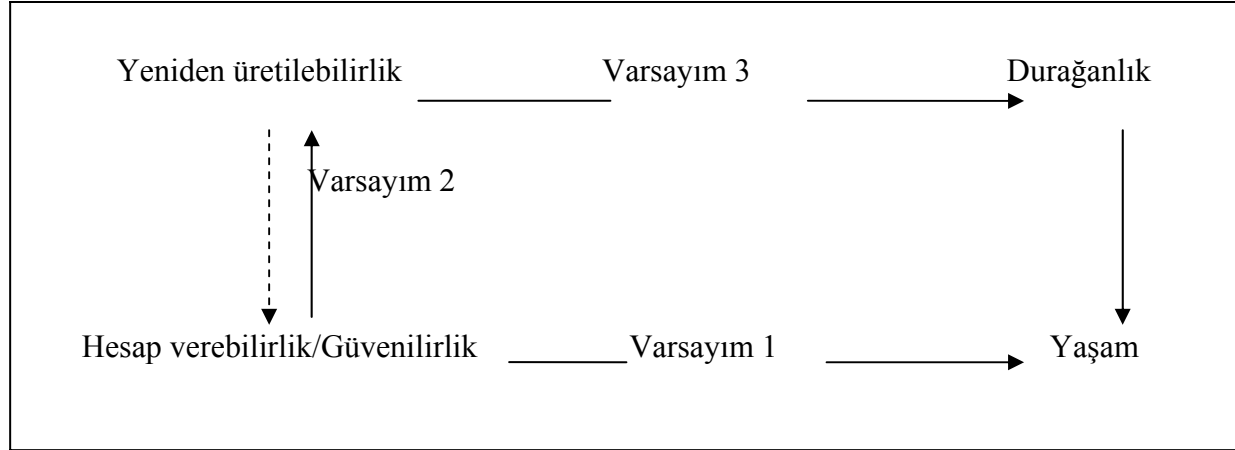 Yeniden üretilebilirlik Varsayım 3 Durağanlık
Varsayım 2
Hesap verebilirlik/Güvenilirlik Varsayım 1 Yaşam